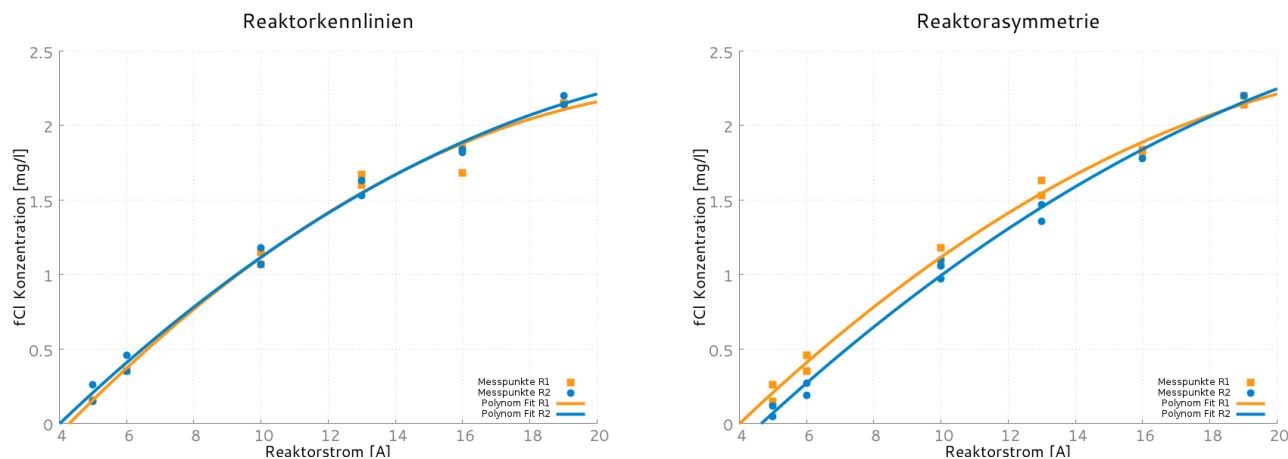 Reaktorkennlinien
2.5
2
1.5
1
0.5
0
fCl Konzentration [mg/l]
Messpunkte R1
Messpunkte R2
Polynom Fit R1
Polynom Fit R2
4 6 8 10 12 14 16 18 20
Reaktorstrom [A]
Reaktorasymmetrie
2.5
2
1.5
1
0.5
0
fCl Konzentration [mg/l]
Messpunkte R1
Messpunkte R2
Polynom Fit R1
Polynom Fit R2
4 6 8 10 12 14 16 18 20
Reaktorstrom [A]